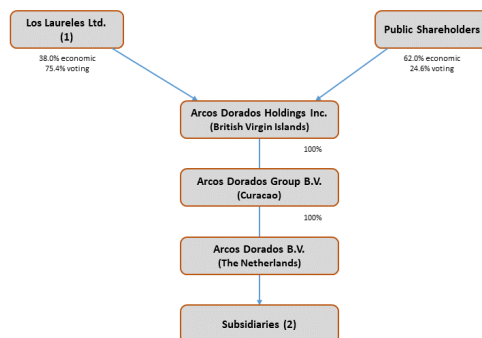 Los Laureles Ltd.
(1)
Public Shareholders
38.0% economic
75.4% voting
62.0% economic
24.6% voting
Arcos Dorados Holdings Inc.
(British Virgin Islands)
100%
Arcos Dorados Group B.V.
(Curacao)
100%
Arcos Dorados B.V.
(The Netherlands)
Subsidiaries (2)